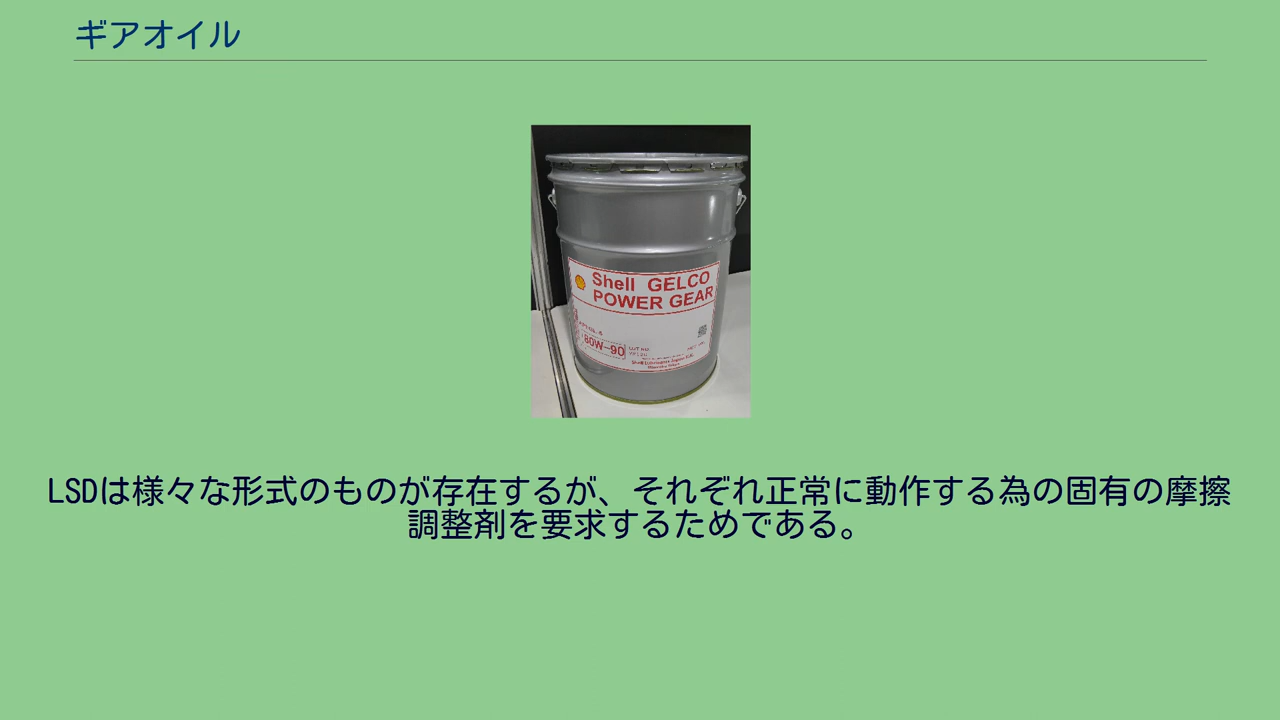 ギアオイル
Shell GELCO
POWER GEAR
80W-90
LSDは様々な形式のものが存在するが、それぞれ正常に動作する為の固有の摩擦
調整剤を要求するためである。